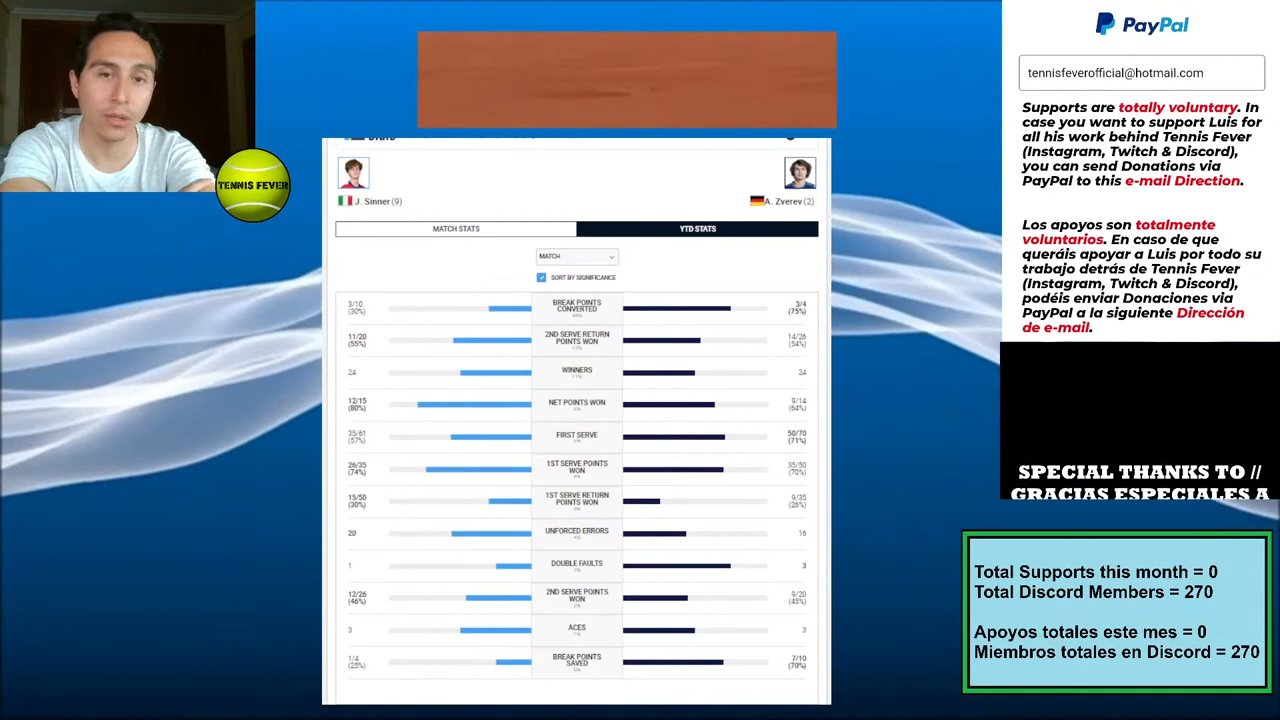 TENNIS FEVER
J. Sinner (9)
A. Zverev (2)
MATCH STATS
YTD STATS
MATCH
SORT BY SIGNIFICANCE
3/10
(30%)
BREAK POINTS
CONVERTED
3/4
(75%)
11/20
(55%)
2ND SERVE RETURN
POINTS WON
14/26
(54%)
24
WINNERS
24
12/15
(80%)
NET POINTS WON
9/14
(64%)
35/61
(57%)
FIRST SERVE
50/70
(71%)
26/35
(74%)
1ST SERVE POINTS
WON
35/50
(70%)
15/50
(30%)
1ST SERVE RETURN
POINTS WON
9/35
(26%)
20
UNFORCED ERRORS
16
1
DOUBLE FAULTS
3
12/26
(46%)
2ND SERVE POINTS
WON
9/20
(45%)
3
ACES
3
1/4
(25%)
BREAK POINTS
SAVED
7/10
(70%)
PayPal
tennisfeverofficial@hotmail.com
Supports are totally voluntary. In
case you want to support Luis for
all his work behind Tennis Fever
(Instagram, Twitch & Discord),
you can send Donations via
PayPal to this e-mail Direction.
Los apoyos son totalmente
voluntarios. En caso de que
queráis apoyar a Luis por todo su
trabajo detrás de Tennis Fever
(Instagram, Twitch & Discord),
podéis enviar Donaciones via
PayPal a la siguiente Dirección
de e-mail.
SPECIAL THANKS TO //
GRACIAS ESPECIALES A
Total Supports this month = 0
Total Discord Members = 270
Apoyos totales este mes = 0
Miembros totales en Discord = 270